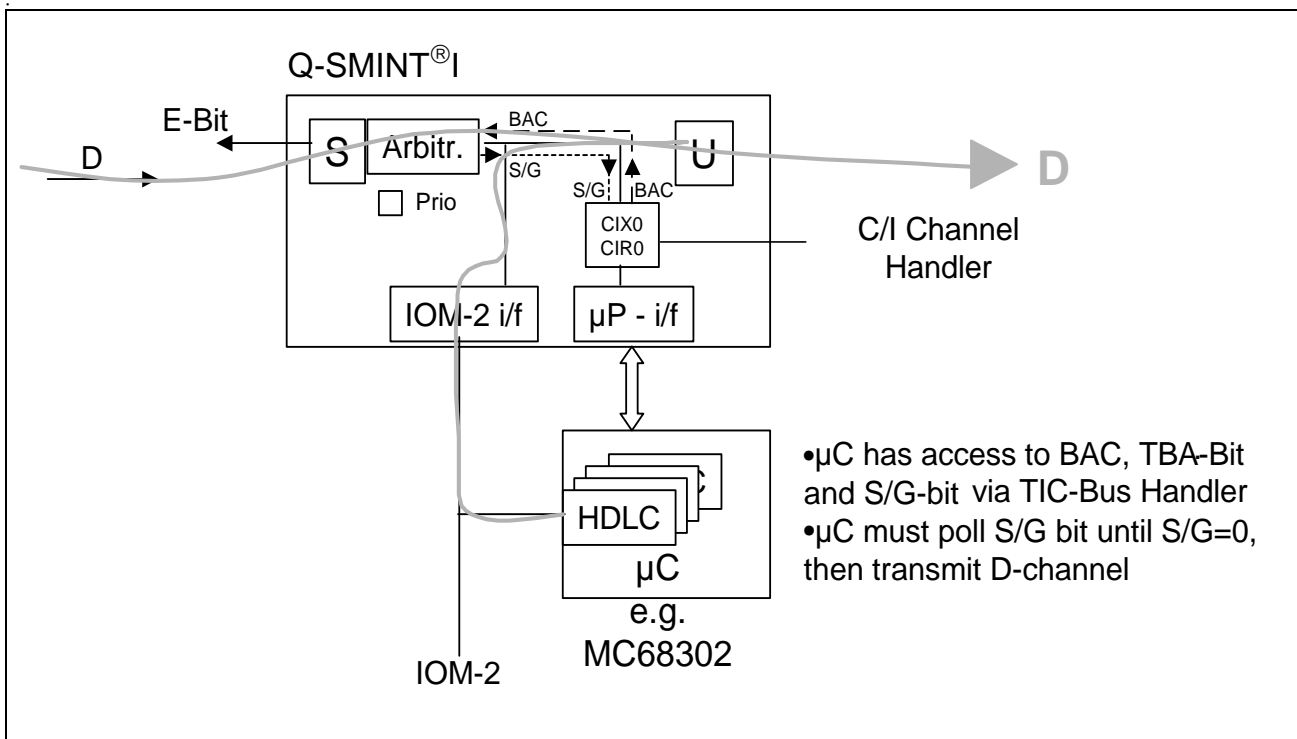 .
Q-SMINT®I
E-Bit
BAC
D
S
Arbitr.
U
D
S/G
S/G
BAC
Prio
CIX0
CIR0
C/I Channel
Handler
IOM-2 i/f
µP - i/f
C
HDLC
µC
e.g.
MC68302
•µC has access to BAC, TBA-Bit
and S/G-bit via TIC-Bus Handler
•µC must poll S/G bit until S/G=0,
then transmit D-channel
IOM-2